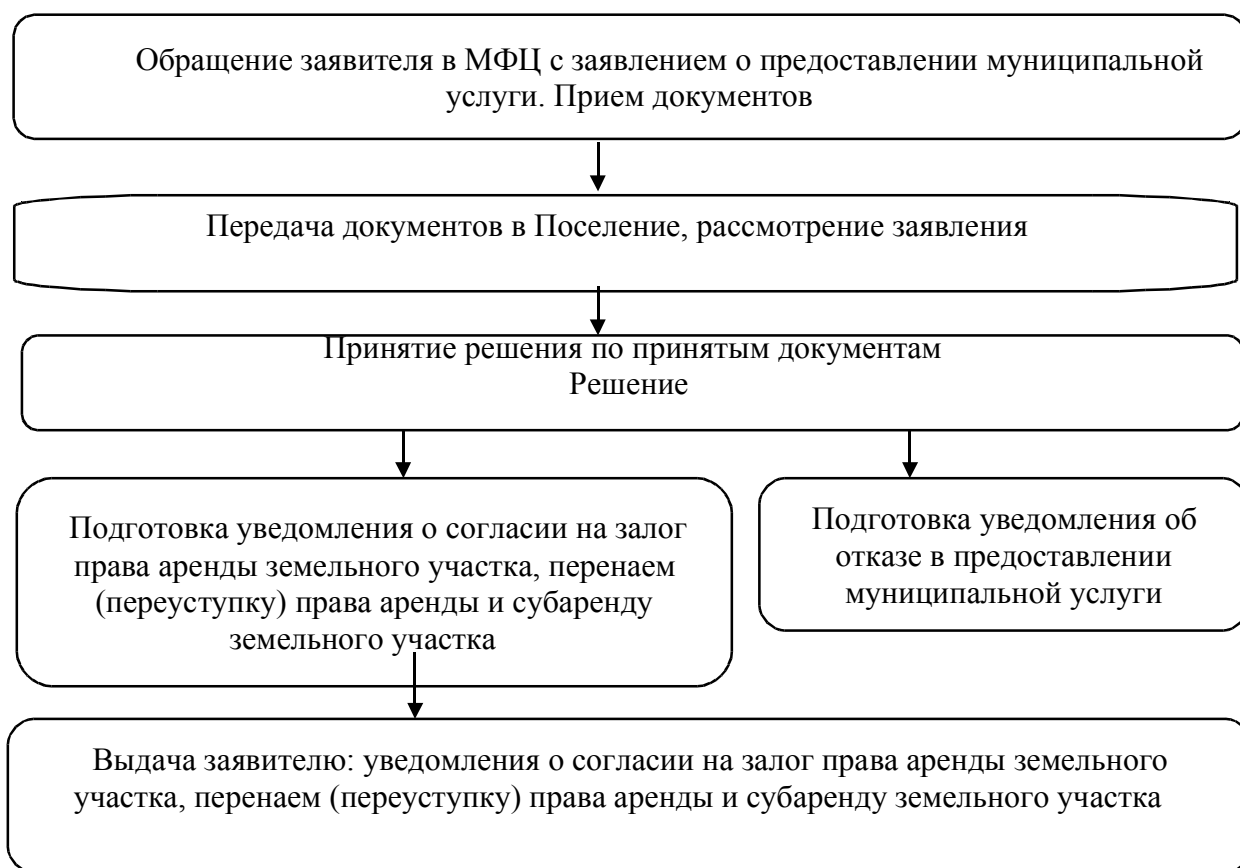 Обращение заявителя в МФЦ с заявлением о предоставлении муниципальной
услуги. Прием документов
Передача документов в Поселение, рассмотрение заявления
Принятие решения по принятым документам
Решение
Подготовка уведомления о согласии на залог
права аренды земельного участка, перенаем
(переуступку) права аренды и субаренду
земельного участка
Подготовка уведомления об
отказе в предоставлении
муниципальной услуги
Выдача заявителю: уведомления о согласии на залог права аренды земельного
участка, перенаем (переуступку) права аренды и субаренду земельного участка